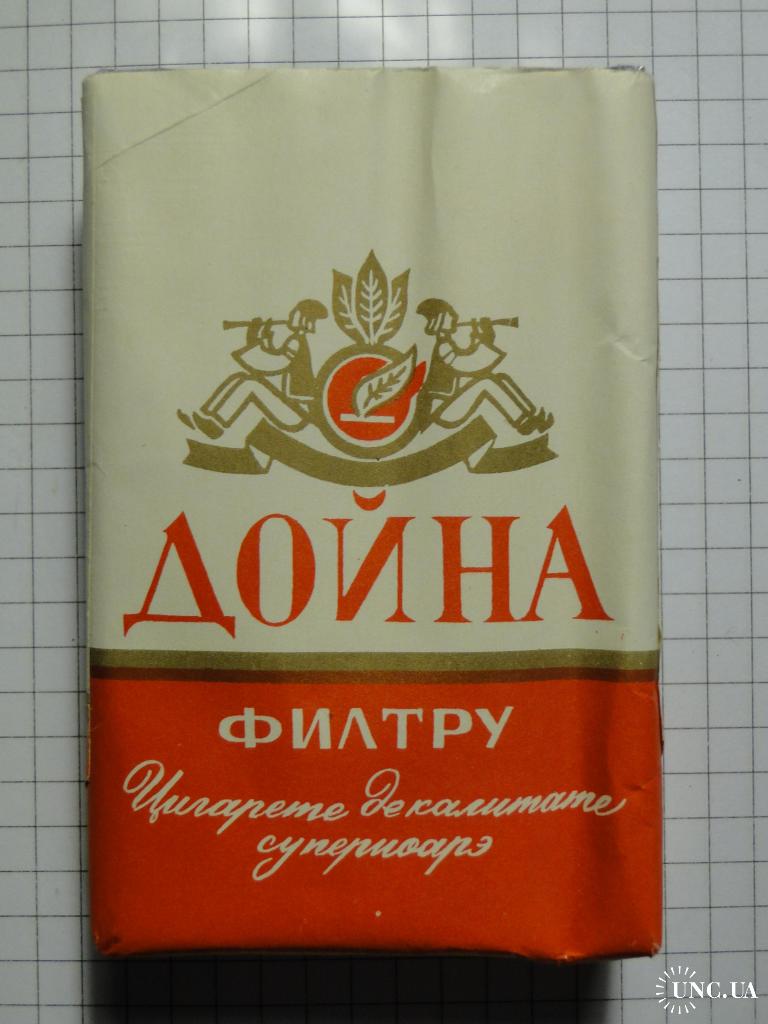 ДОЙНА
ФИЛТРУ
Цигарете де калитате
супериоарэ
UNC.UA